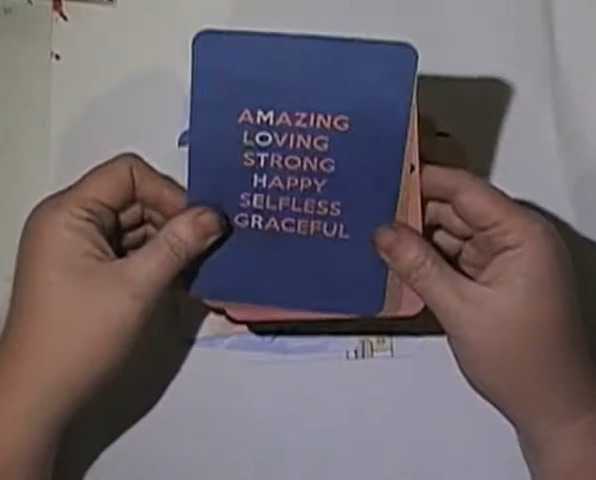 AMAZING
LOVING
STRONG
HAPPY
SELFLESS
GRACEFUL